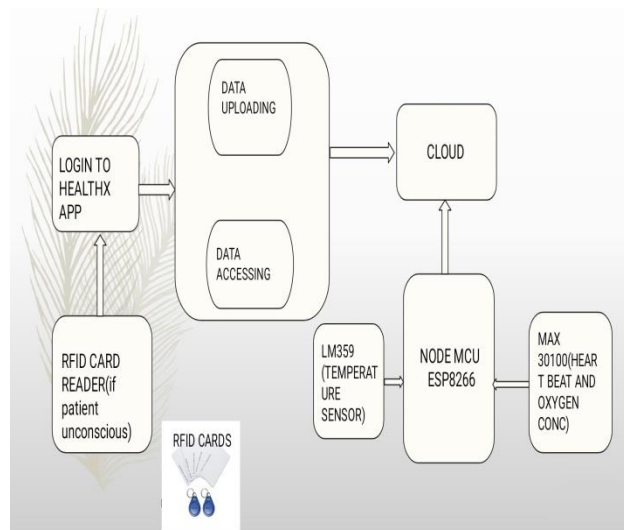 DATA
UPLOADING
LOGIN TO
HEALTHX
APP
CLOUD
DATA
ACCESSING
RFID CARD
READER(if
patient
unconscious)
LM359
(TEMPERAT
URE
SENSOR)
NODE MCU
ESP8266
MAX
30100(HEAR
T BEAT AND
OXYGEN
CONC)
RFID CARDS